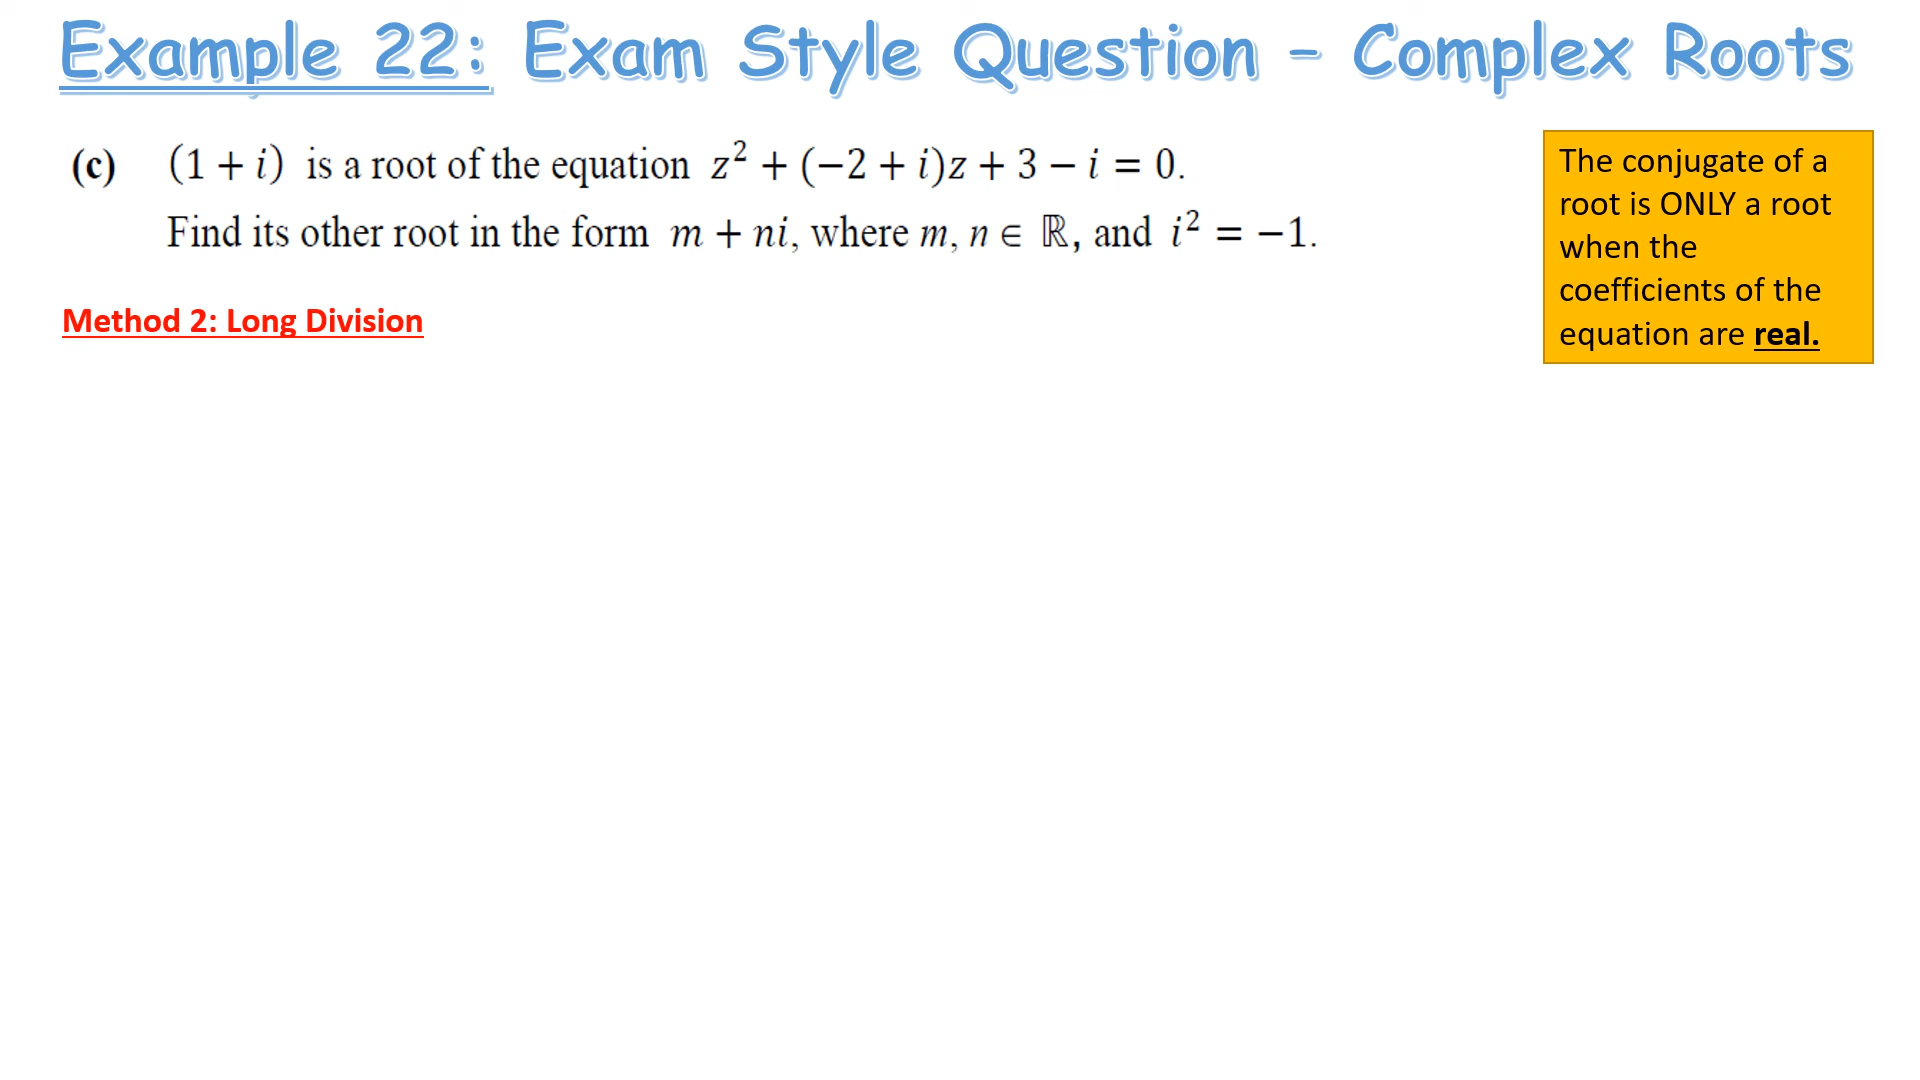 Example 22: Exam Style Question – Complex Roots
(c) (1 + i) is a root of the equation z² + (−2 + i)z + 3 − i = 0.
Find its other root in the form m + ni, where m, n ∈ ℝ, and i² = −1.
The conjugate of a
root is ONLY a root
when the
coefficients of the
equation are real.
Method 2: Long Division